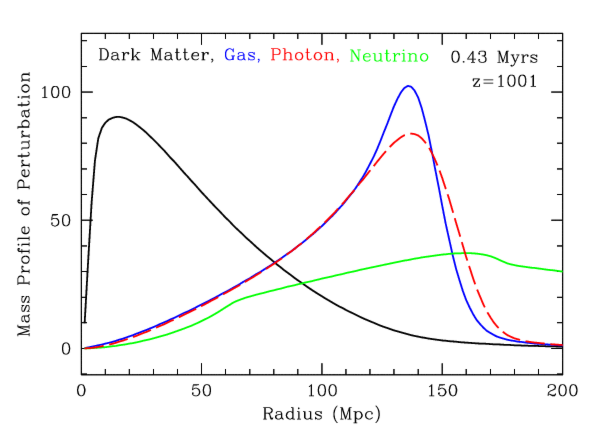 Dark Matter, Gas, Photon, Neutrino
0.43 Myrs
z=1001
Mass Profile of Perturbation
100
50
0
0 50 100 150 200
Radius (Mpc)